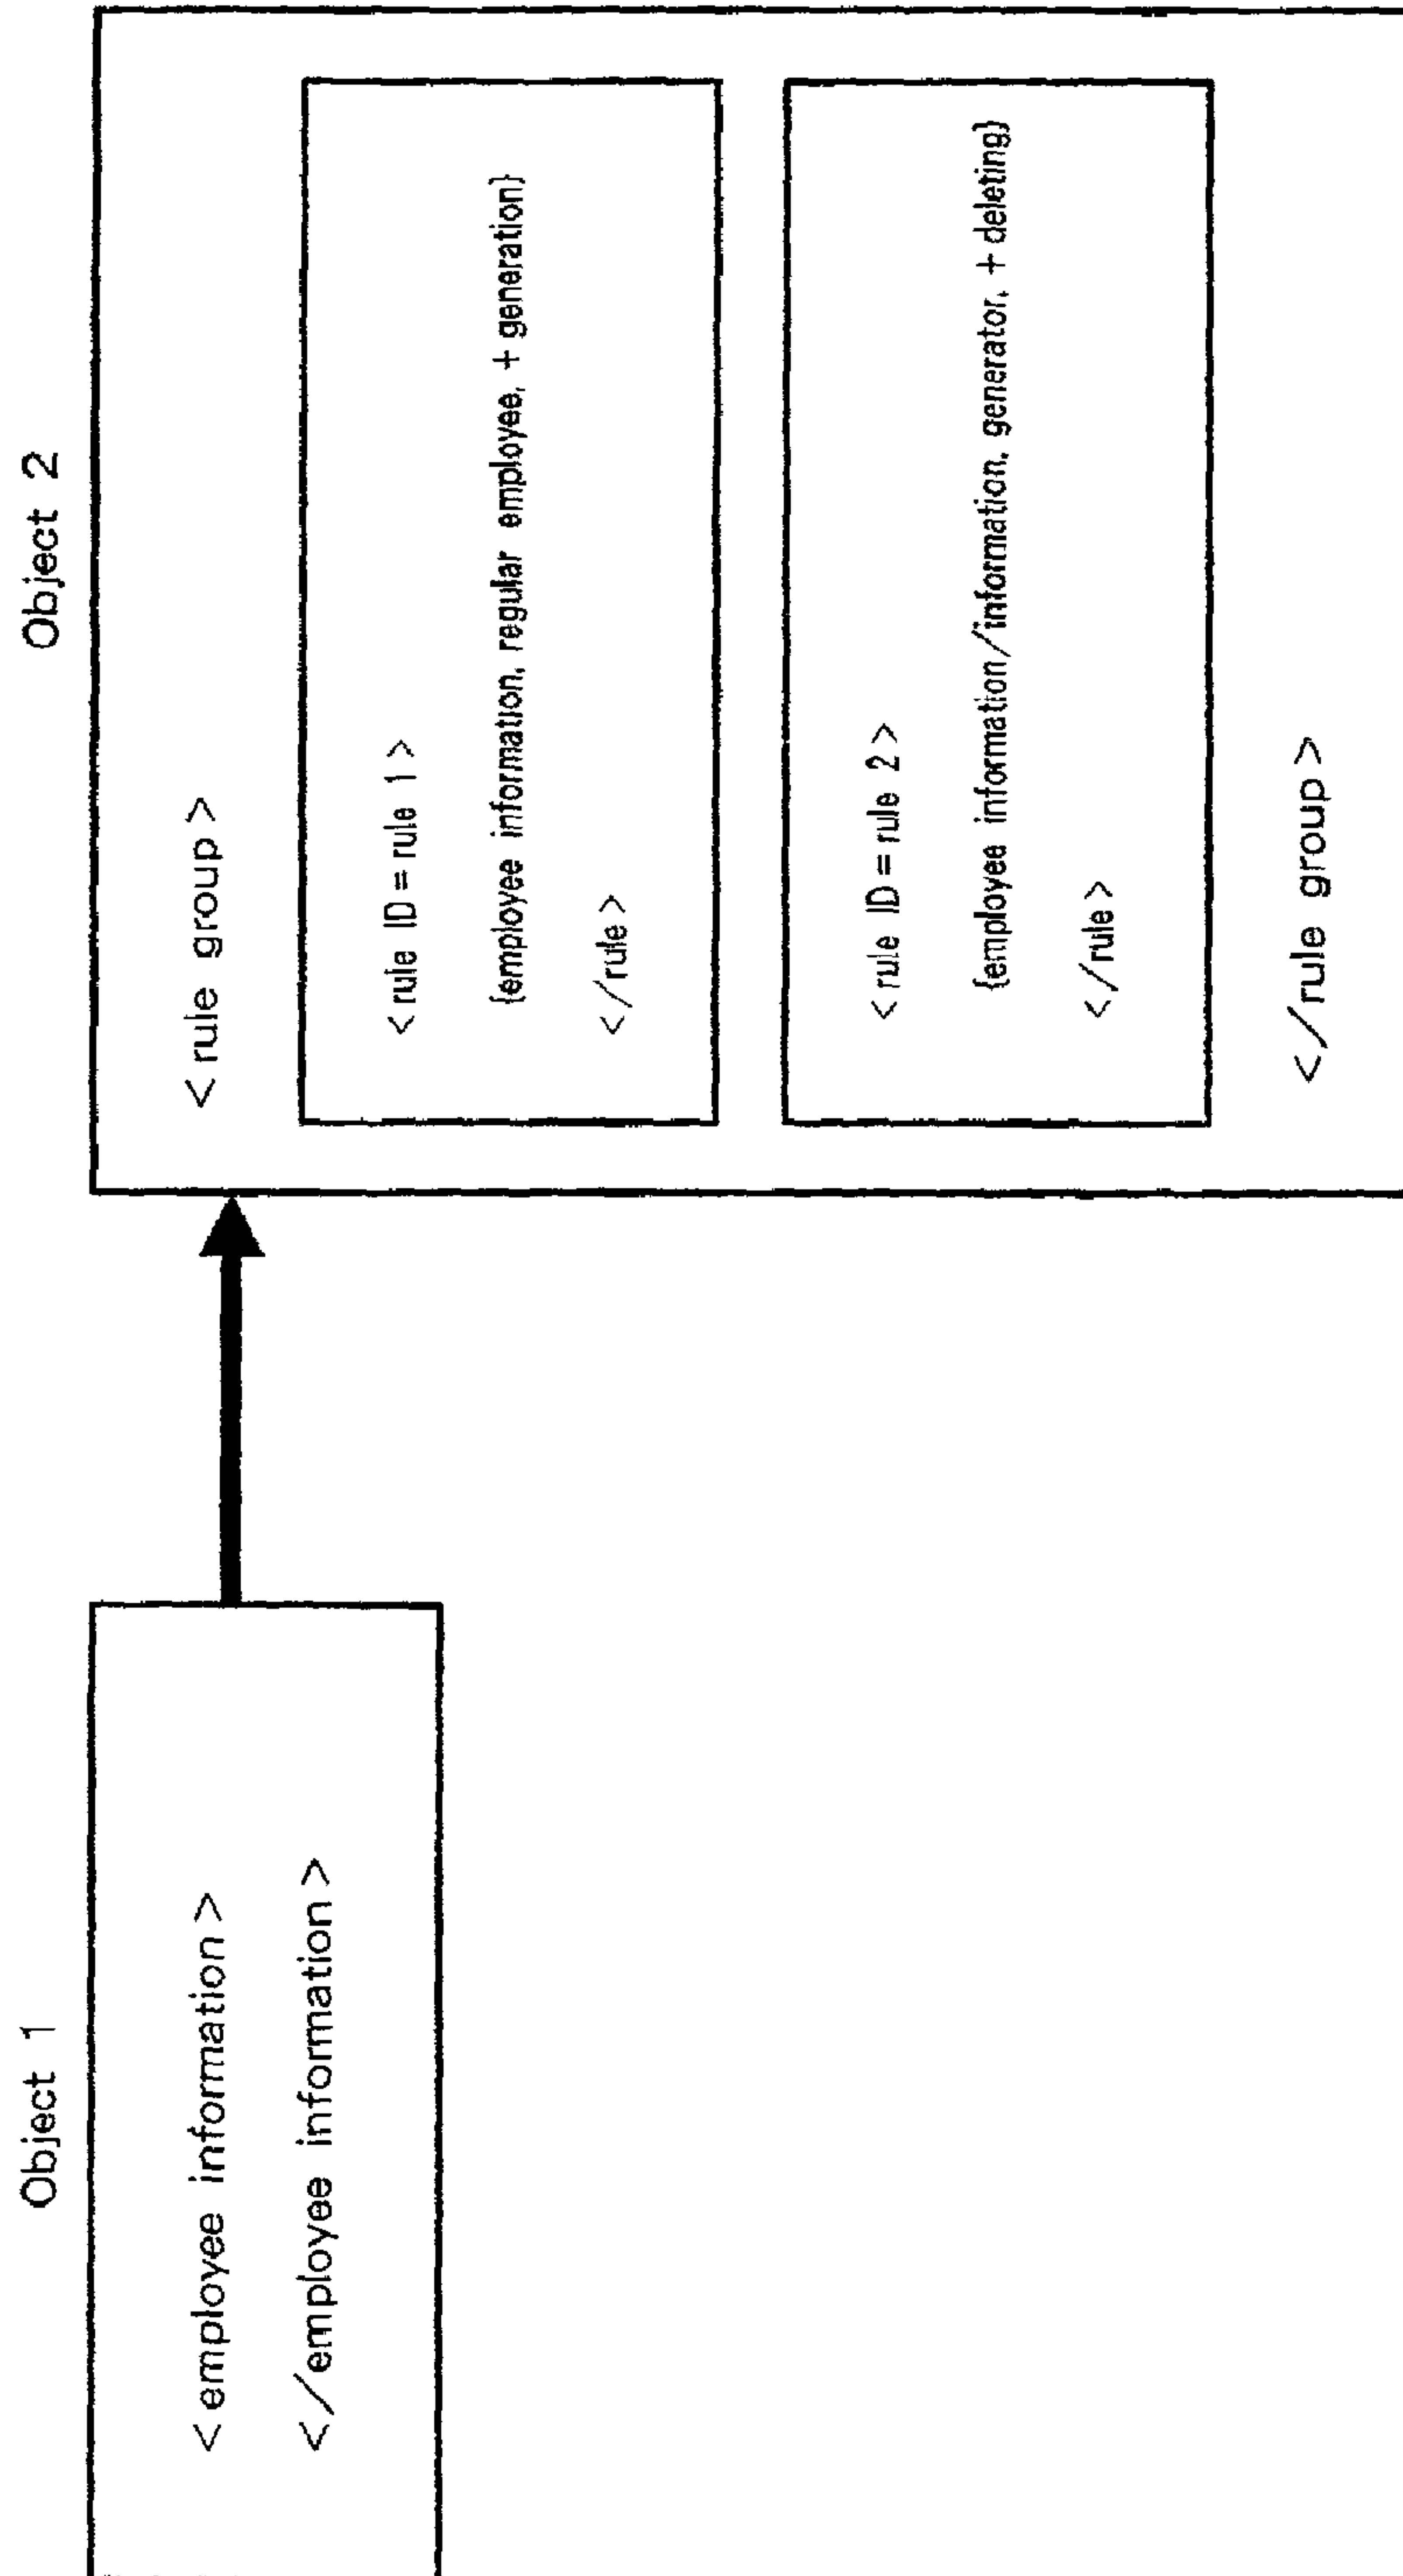 Object 1
<employee information>
</employee information>
Object 2
<rule group>
<rule ID=rule 1>
{employee information, regular employee, +generation}
</rule>
<rule ID=rule 2>
{employee information/information, generator, +deleting}
</rule>
</rule group>